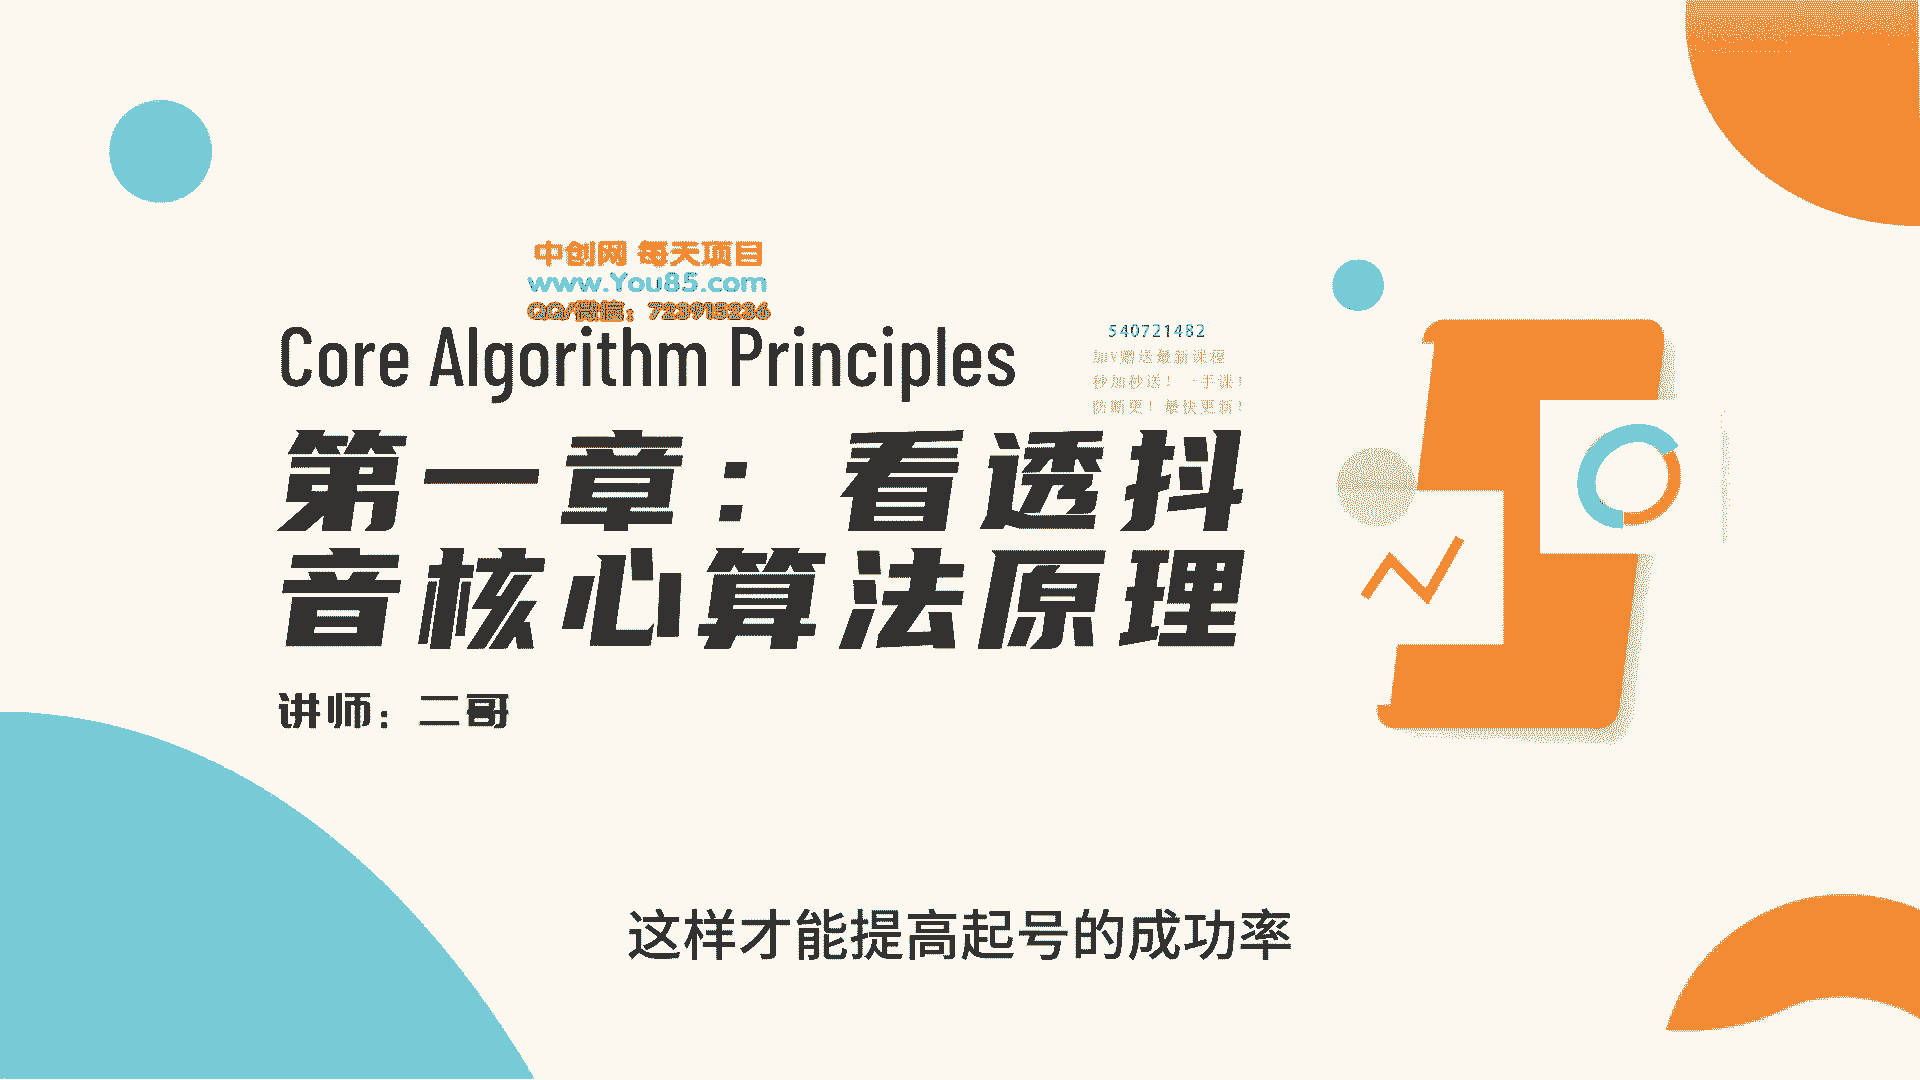 中创网 每天项目
www.You85.com
QQ/微信：723915236
Core Algorithm Principles
540721482
加V赠送最新课程
秒加秒送！一手课！
防断更！最快更新！
第一章：看透抖
音核心算法原理
讲师：二哥
这样才能提高起号的成功率